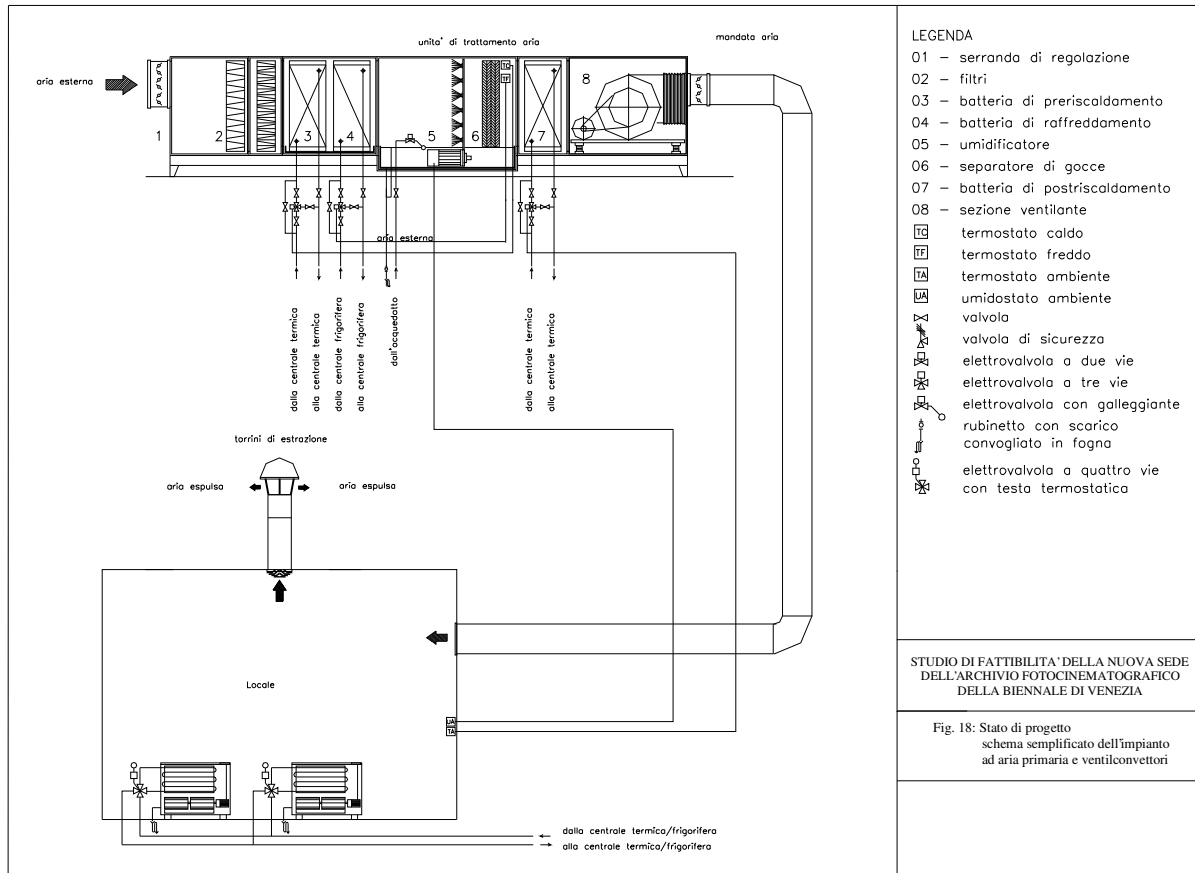 unita' di trattamento aria
mandata aria
aria esterna
1
2
3
4
5
6
7
8
TC
TF
aria esterna
dalla centrale termica
alla centrale termica
dalla centrale frigorifera
alla centrale frigorifera
dall'acquedatto
dalla centrale termica
alla centrale termica
torrini di estrazione
aria espulsa
aria espulsa
Locale
UA
TA
dalla centrale termica/frigorifera
alla centrale termica/frigorifera
LEGENDA
01 – serranda di regolazione
02 – filtri
03 – batteria di preriscaldamento
04 – batteria di raffreddamento
05 – umidificatore
06 – separatore di gocce
07 – batteria di postriscaldamento
08 – sezione ventilante
TC termostato caldo
TF termostato freddo
TA termostato ambiente
UA umidostato ambiente
valvola
valvola di sicurezza
elettrovalvola a due vie
elettrovalvola a tre vie
elettrovalvola con galleggiante
rubinetto con scarico
convogliato in fogna
elettrovalvola a quattro vie
con testa termostatica
STUDIO DI FATTIBILITA' DELLA NUOVA SEDE
DELL'ARCHIVIO FOTOCINEMATOGRAFICO
DELLA BIENNALE DI VENEZIA
Fig. 18: Stato di progetto
schema semplificato dell'impianto
ad aria primaria e ventilconvettori